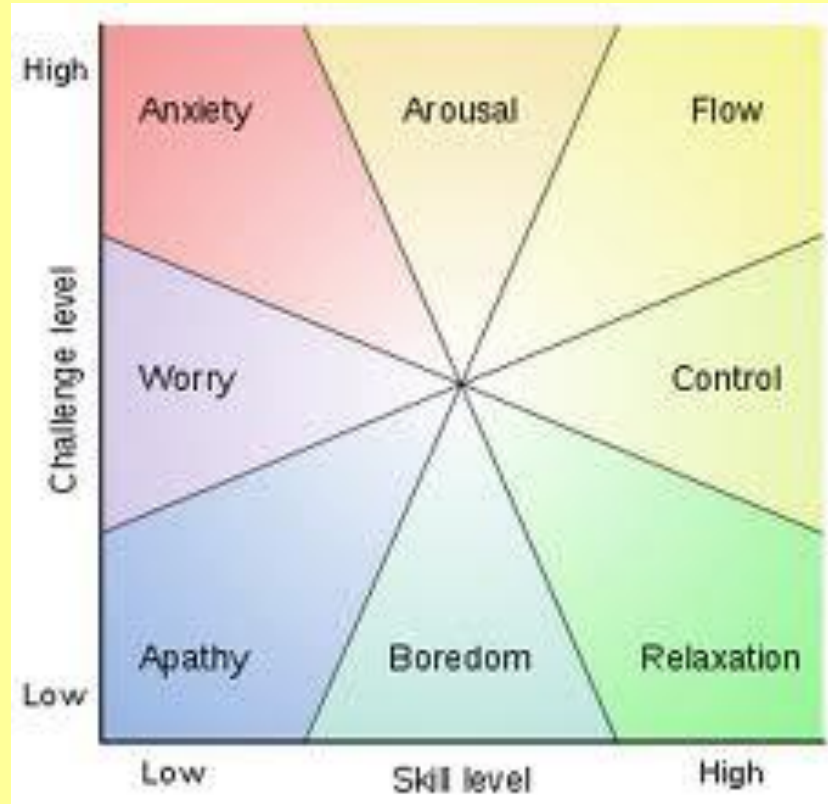 High
Anxiety
Arousal
Flow
Challenge level
Worry
Control
Apathy
Boredom
Relaxation
Low
Low
Skill level
High